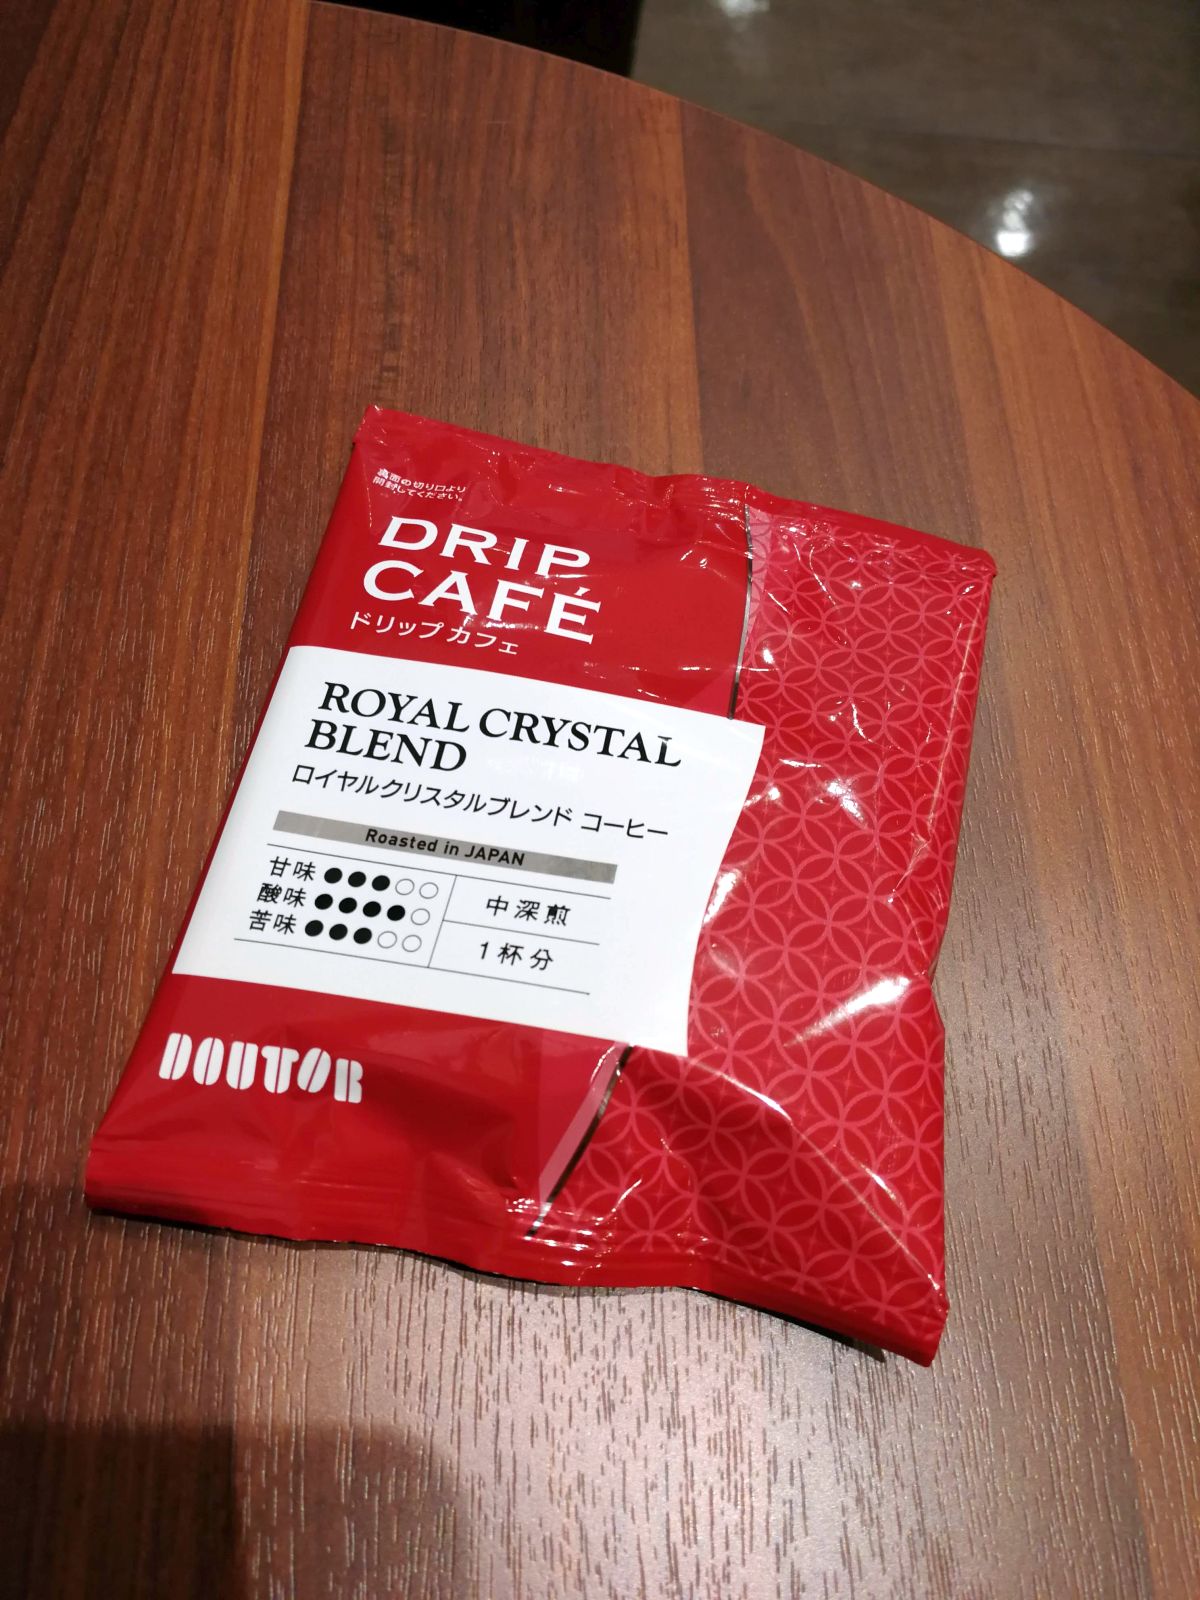 裏面の切り口より
開封してください。
DRIP
CAFÉ
ドリップ カフェ
ROYAL CRYSTAL
BLEND
ロイヤルクリスタルブレンド コーヒー
Roasted in JAPAN
甘味 ●●●○○
酸味 ●●●●○
苦味 ●●●○○
中深煎
1杯分
DOUTOR